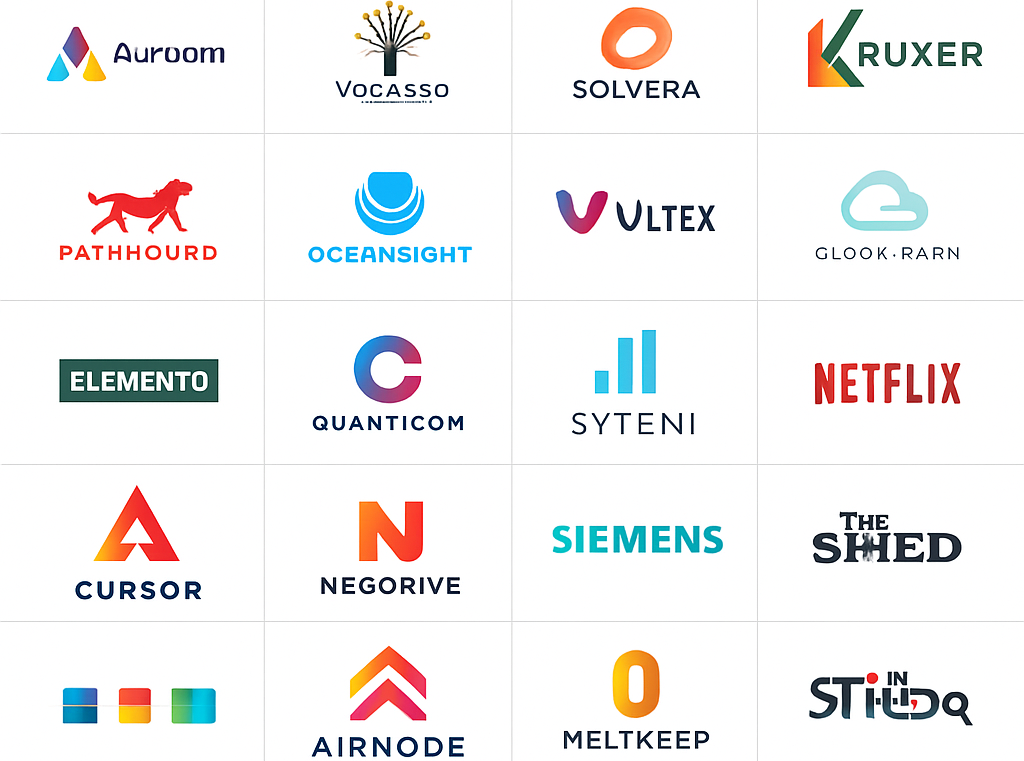 Auroom
VOCASSO
SOLVERA
KRUXER
PATHHOURD
OCEANSIGHT
VLTEX
GLOOK·RARN
ELEMENTO
QUANTICOM
SYTENI
NETFLIX
CURSOR
NEGORIVE
SIEMENS
THE
SHED
AIRNODE
MELTKEEP
IN